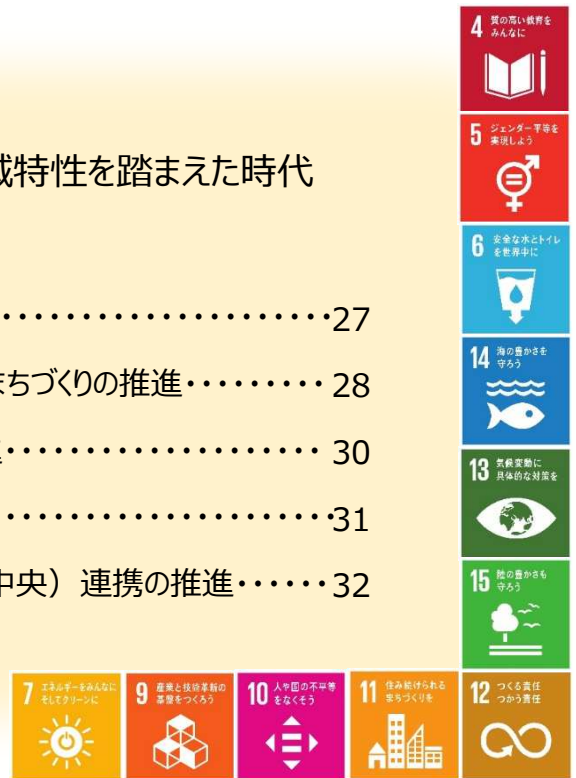 域特性を踏まえた時代
・・・・・・・・・・・・・・・・・・・・・・27
まちづくりの推進・・・・・・・・・28
・・・・・・・・・・・・・・・・・・・・30
・・・・・・・・・・・・・・・・・・・・・・31
中央）連携の推進・・・・・・32
4 質の高い教育を
みんなに
5 ジェンダー平等を
実現しよう
6 安全な水とトイレ
を世界中に
14 海の豊かさを
守ろう
13 気候変動に
具体的な対策を
15 陸の豊かさも
守ろう
7 エネルギーをみんなに
そしてクリーンに
9 産業と技術革新の
基盤をつくろう
10 人や国の不平等
をなくそう
11 住み続けられる
まちづくりを
12 つくる責任
つかう責任